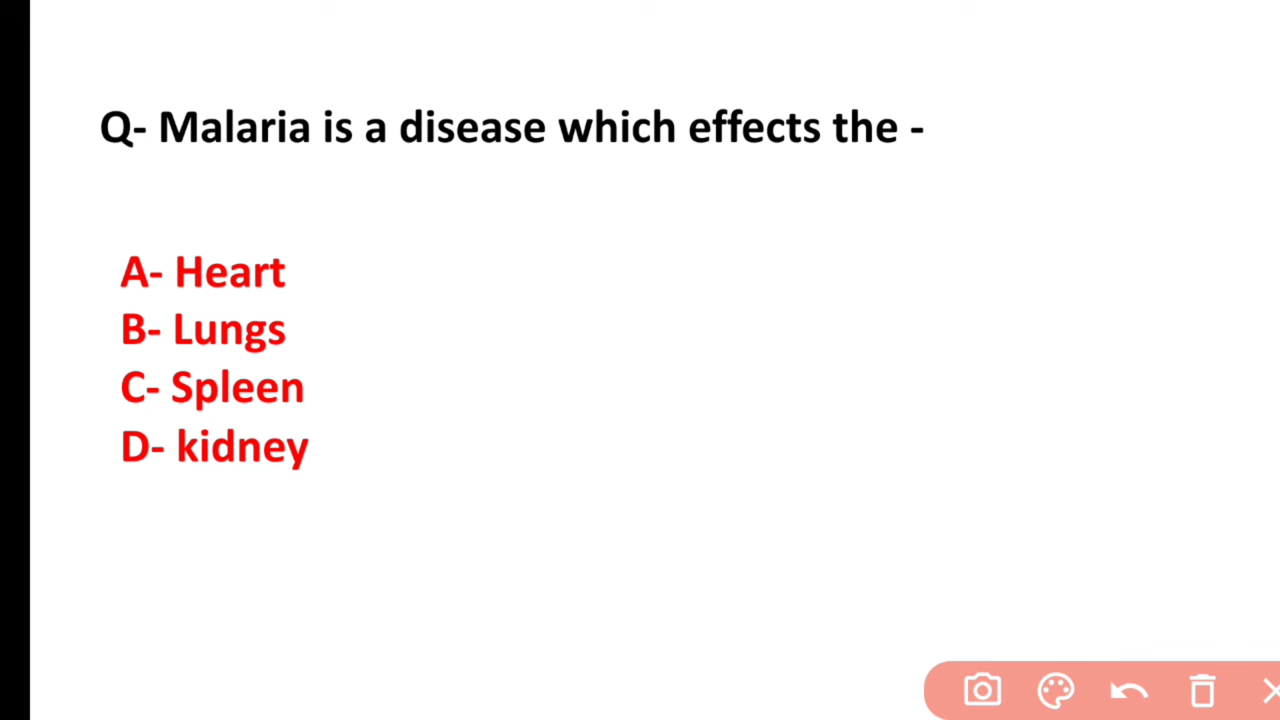 Q- Malaria is a disease which effects the -
A- Heart
B- Lungs
C- Spleen
D- kidney